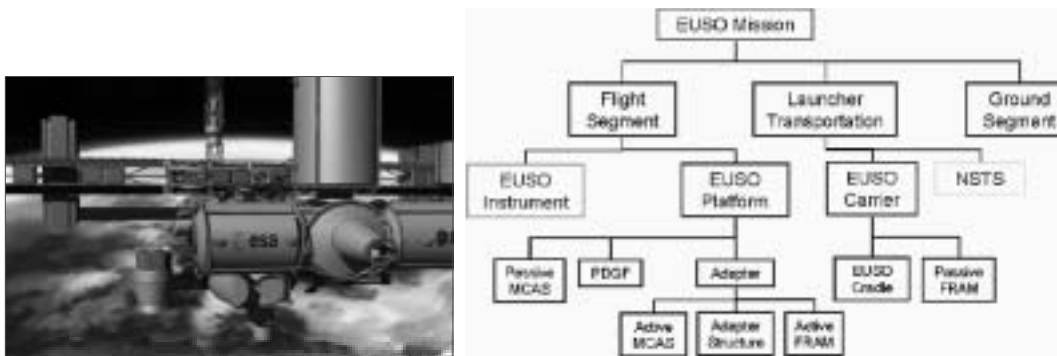 esa
EUSO Mission
Flight
Segment
Launcher
Transportation
Ground
Segment
EUSO
Instrument
EUSO
Platform
EUSO
Carrier
NSTS
Passive
MCAS
PDGF
Adapter
EUSO
Cradle
Passive
FRAM
Active
MCAS
Adapter
Structure
Active
FRAM